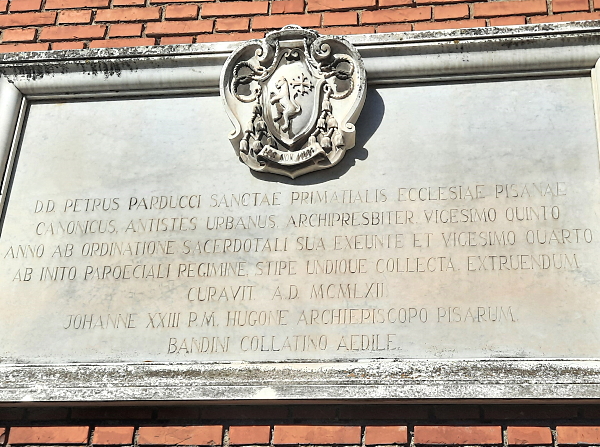 D.D. PETRUS PARDUCCI SANCTAE PRIMATIALIS ECCLESIAE PISANAE
CANONICUS, ANTISTES URBANUS, ARCHIPRESBITER, VIGESIMO QUINTO
ANNO AB ORDINATIONE SACERDOTALI SUA EXEUNTE ET VIGESIMO QUARTO
AB INITO PAROECIALI REGIMINE, STIPE UNDIQUE COLLECTA, EXTRUENDUM
CURAVIT A.D. MCMLXII
JOHANNE XXIII P.M. HUGONE ARCHIEPISCOPO PISARUM.
BANDINI COLLATINO AEDILE.